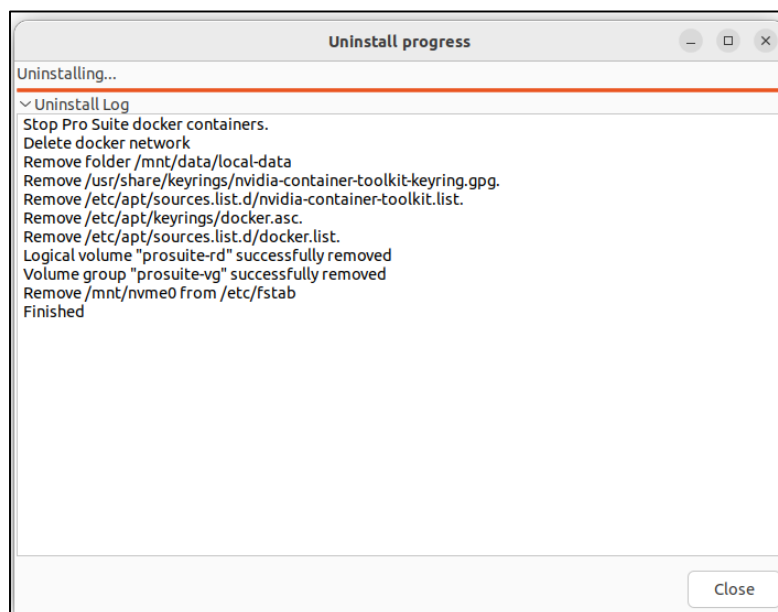 Uninstall progress
Uninstalling...
Uninstall Log
Stop Pro Suite docker containers.
Delete docker network
Remove folder /mnt/data/local-data
Remove /usr/share/keyrings/nvidia-container-toolkit-keyring.gpg.
Remove /etc/apt/sources.list.d/nvidia-container-toolkit.list.
Remove /etc/apt/keyrings/docker.asc.
Remove /etc/apt/sources.list.d/docker.list.
Logical volume "prosuite-rd" successfully removed
Volume group "prosuite-vg" successfully removed
Remove /mnt/nvme0 from /etc/fstab
Finished
Close